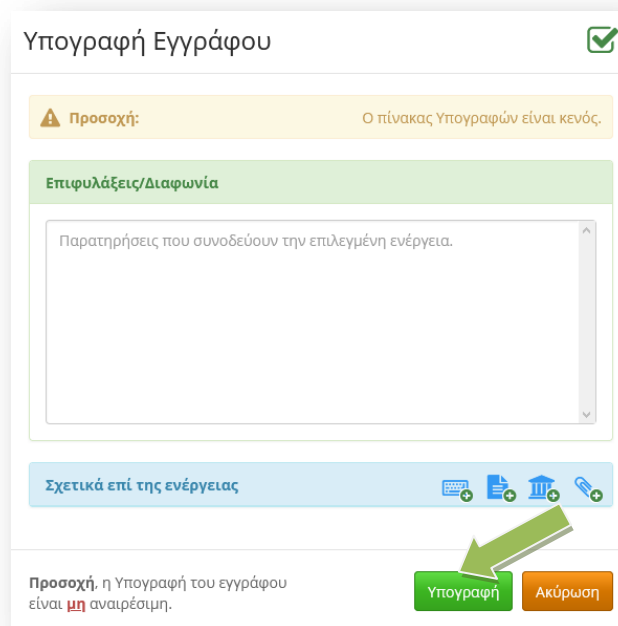 Υπογραφή Εγγράφου
Προσοχή: Ο πίνακας Υπογραφών είναι κενός.
Επιφυλάξεις/Διαφωνία
Παρατηρήσεις που συνοδεύουν την επιλεγμένη ενέργεια.
Σχετικά επί της ενέργειας
Προσοχή, η Υπογραφή του εγγράφου
είναι μη αναιρέσιμη.
Υπογραφή Ακύρωση